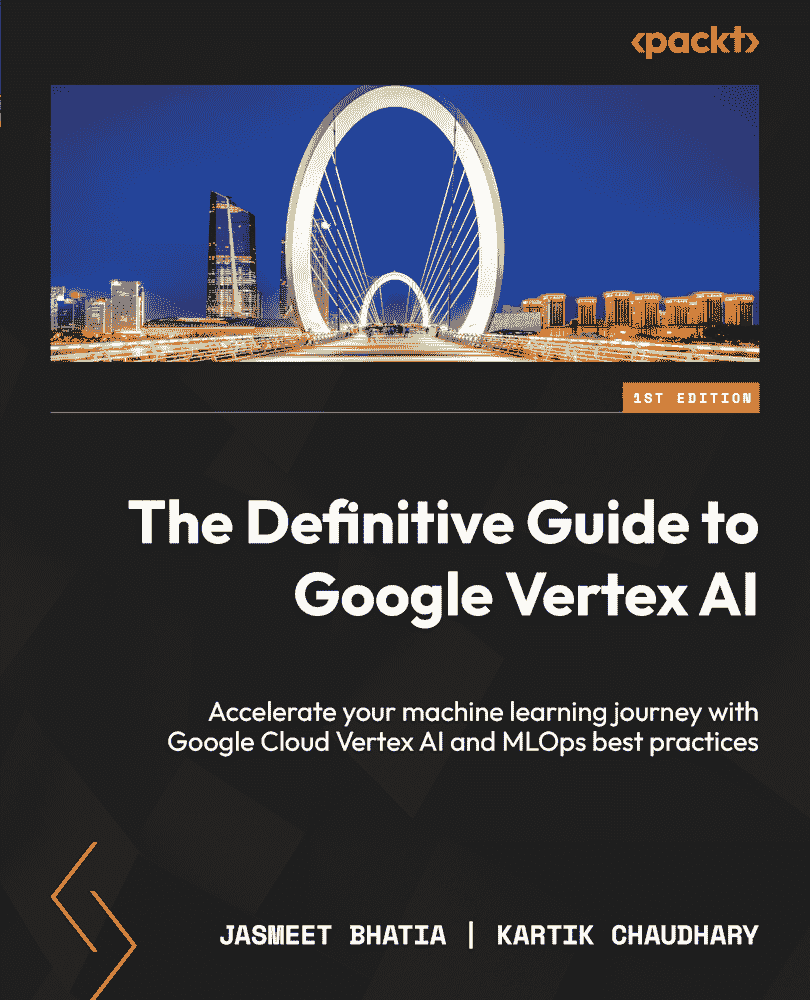 <packt>
1ST EDITION
The Definitive Guide to
Google Vertex AI
Accelerate your machine learning journey with
Google Cloud Vertex AI and MLOps best practices
JASMEET BHATIA | KARTIK CHAUDHARY